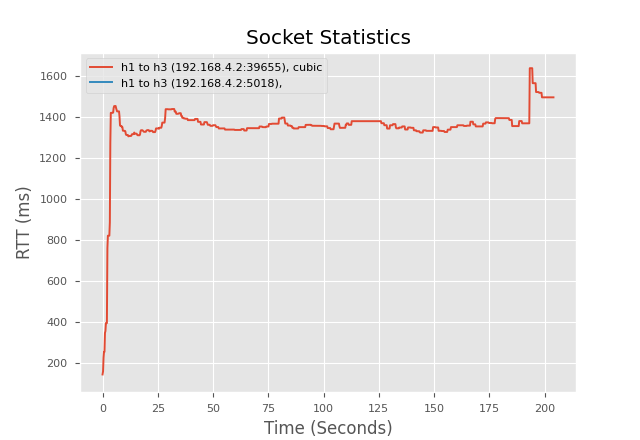 Socket Statistics
h1 to h3 (192.168.4.2:39655), cubic
h1 to h3 (192.168.4.2:5018),
1600
1400
1200
1000
800
600
400
200
RTT (ms)
0 25 50 75 100 125 150 175 200
Time (Seconds)